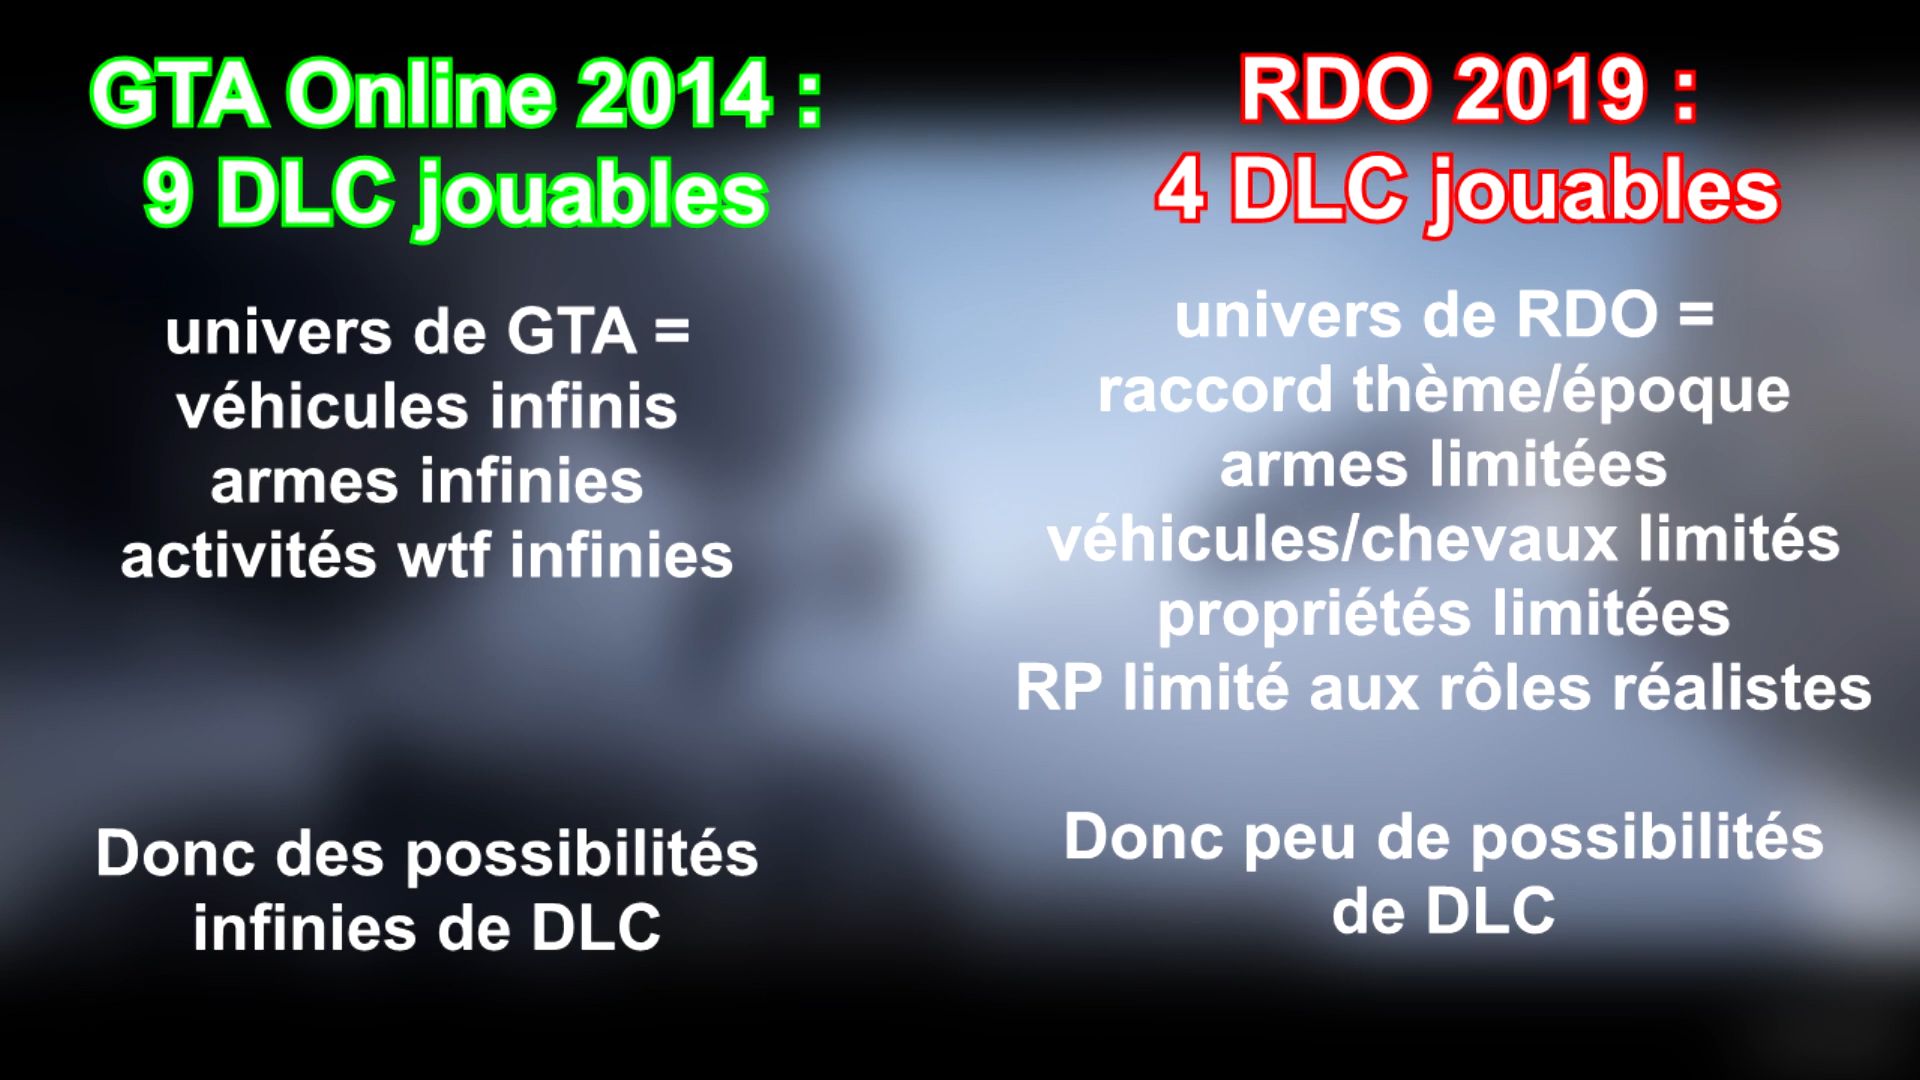 GTA Online 2014 :
9 DLC jouables
univers de GTA =
véhicules infinis
armes infinies
activités wtf infinies
Donc des possibilités
infinies de DLC
RDO 2019 :
4 DLC jouables
univers de RDO =
raccord thème/époque
armes limitées
véhicules/chevaux limités
propriétés limitées
RP limité aux rôles réalistes
Donc peu de possibilités
de DLC